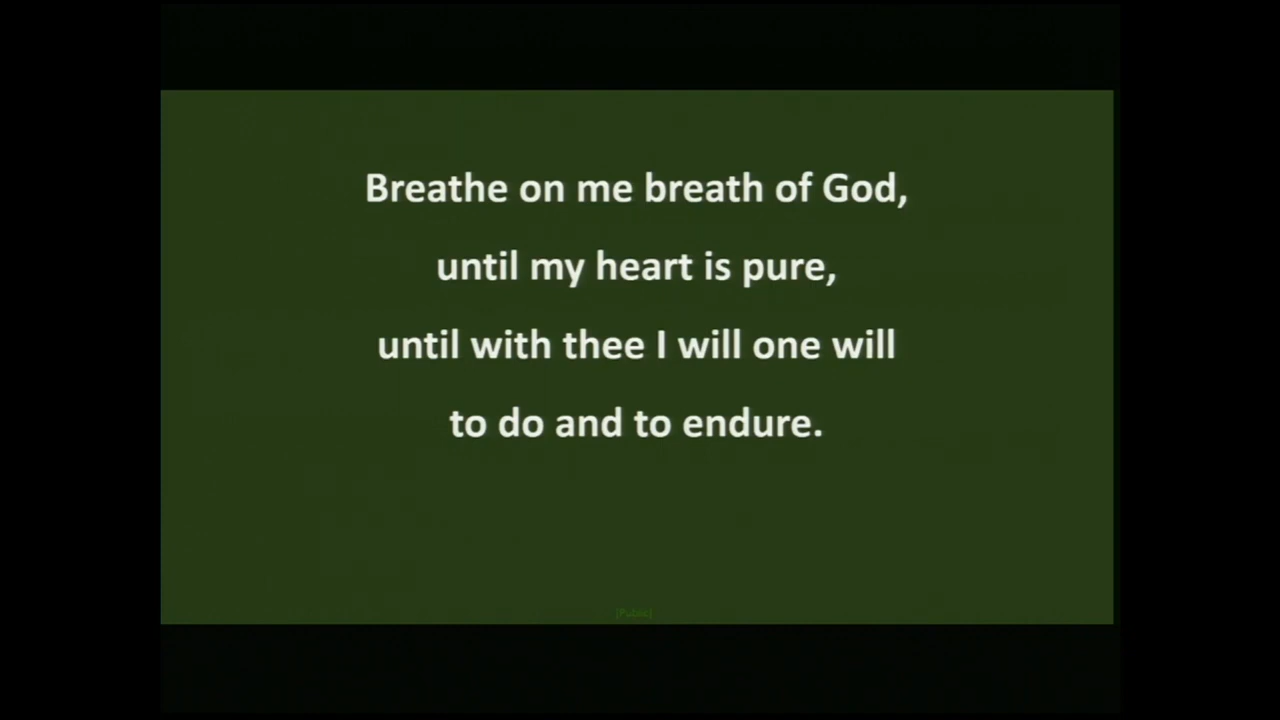 Breathe on me breath of God,
until my heart is pure,
until with thee I will one will
to do and to endure.
[Public]